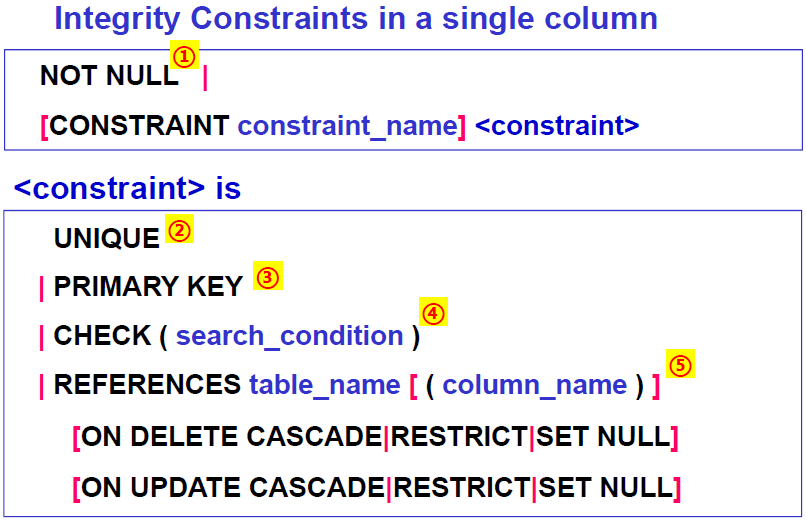 Integrity Constraints in a single column
NOT NULL ① |
[CONSTRAINT constraint_name] <constraint>
<constraint> is
UNIQUE ②
| PRIMARY KEY ③
| CHECK ( search_condition ) ④
| REFERENCES table_name [ ( column_name ) ] ⑤
[ON DELETE CASCADE|RESTRICT|SET NULL]
[ON UPDATE CASCADE|RESTRICT|SET NULL]